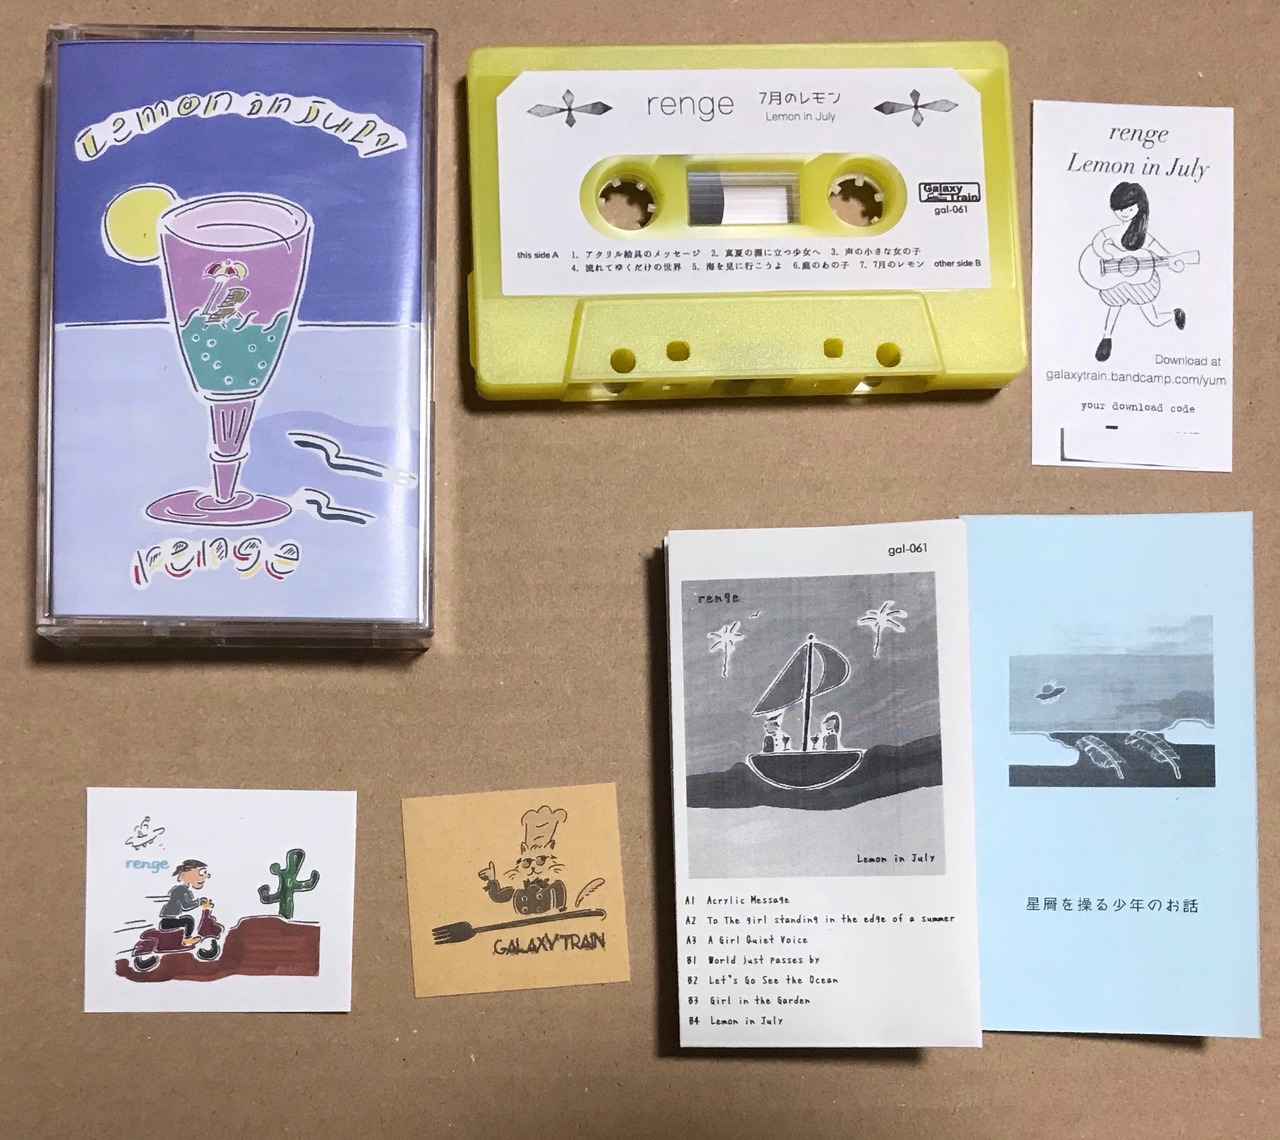 Lemon in July
renge
renge 7月のレモン
Lemon in July
Galaxy
Train
gal-061
this side A 1. アクリル絵具のメッセージ 2. 真夏の淵に立つ少女へ 3. 声の小さな女の子
4. 流れてゆくだけの世界 5. 海を見に行こうよ 6.庭のあの子 7. 7月のレモン other side B
renge
Lemon in July
Download at
galaxytrain.bandcamp.com/yum
your download code
gal-061
renge
Lemon in July
A1 Acrylic Message
A2 To The girl standing in the edge of a summer
A3 A Girl Quiet Voice
B1 World just passes by
B2 Let's Go See the Ocean
B3 Girl in the Garden
B4 Lemon in July
星屑を操る少年のお話
renge
GALAXY TRAIN